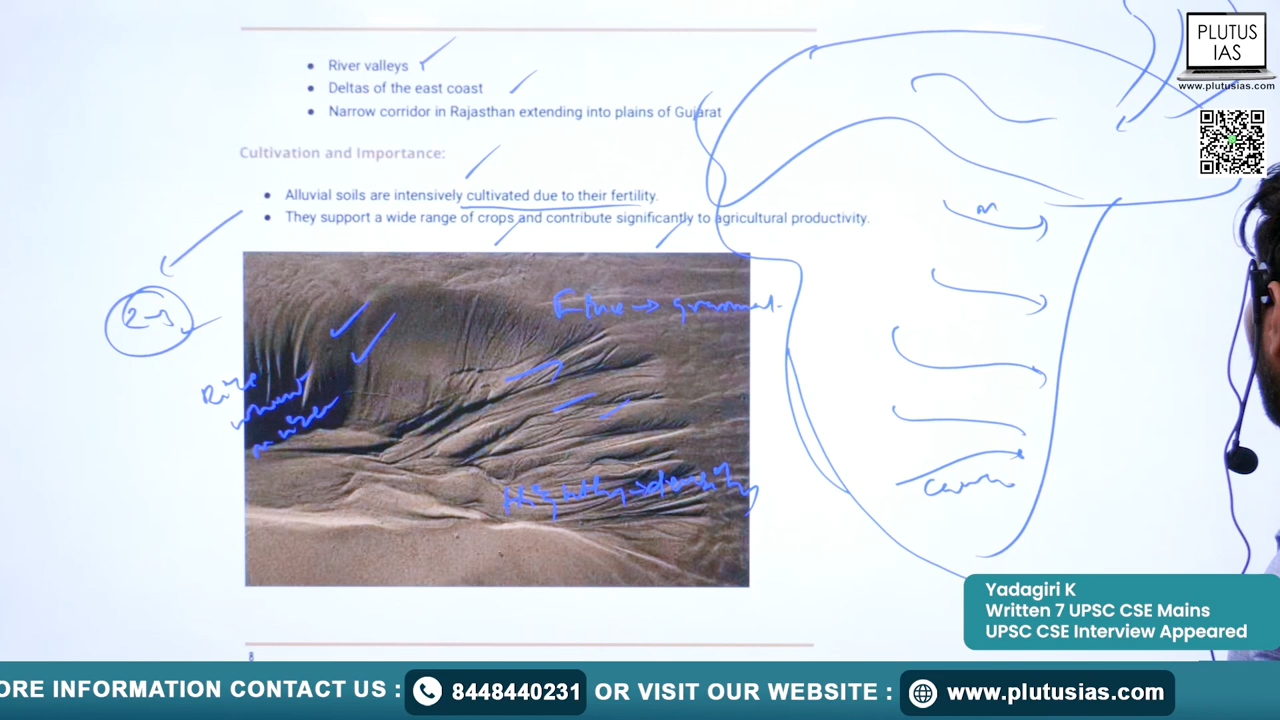 PLUTUS
IAS
www.plutusias.com
River valleys
Deltas of the east coast
Narrow corridor in Rajasthan extending into plains of Gujarat
Cultivation and Importance:
Alluvial soils are intensively cultivated due to their fertility.
They support a wide range of crops and contribute significantly to agricultural productivity.
8
Yadagiri K
Written 7 UPSC CSE Mains
UPSC CSE Interview Appeared
ORE INFORMATION CONTACT US : 8448440231 OR VISIT OUR WEBSITE : www.plutusias.com